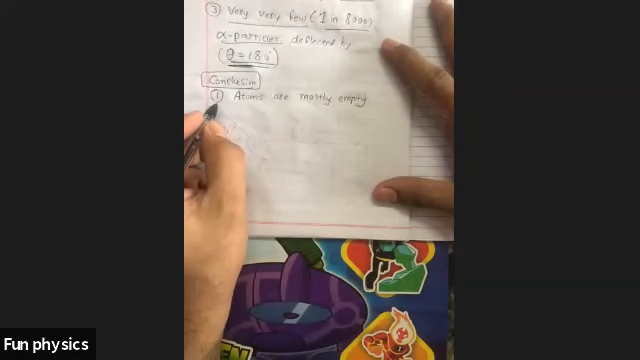 ③ Very very few (1 in 8000)
α-particles deflected by
(θ = 180°)
Conclusion
① Atoms are mostly empty
Fun physics